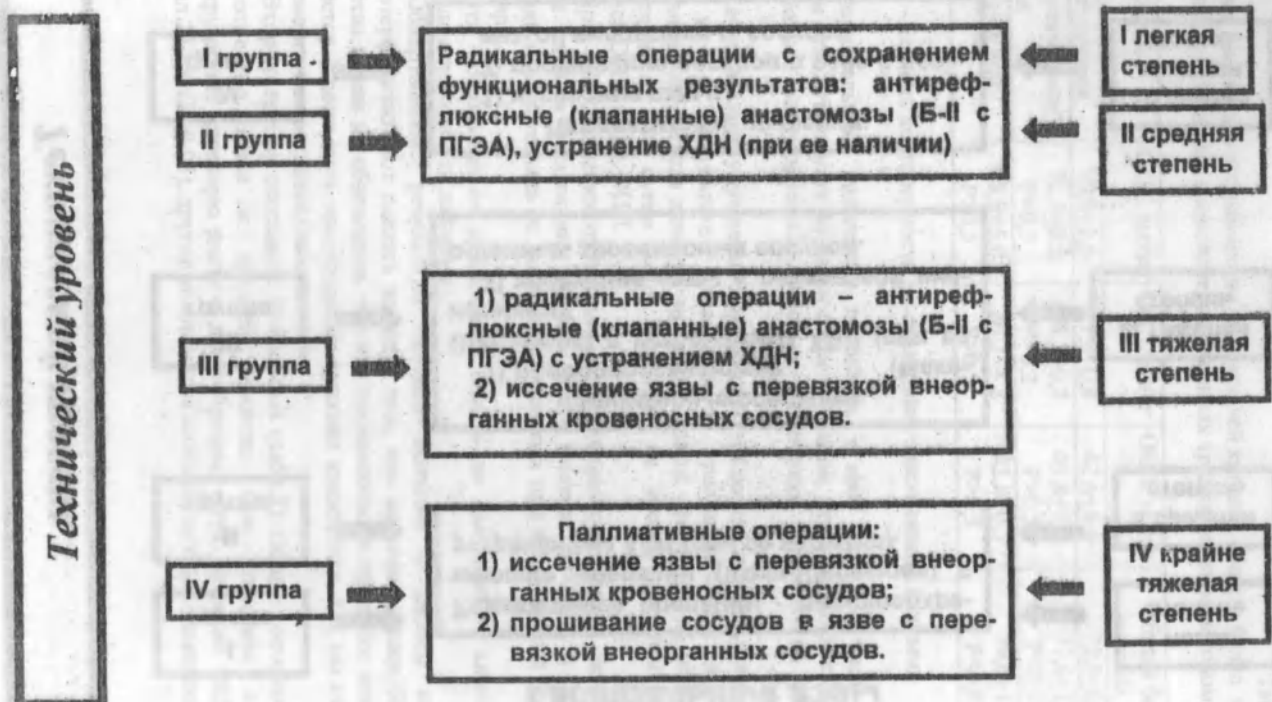 Технический уровень
I группа
II группа
Радикальные операции с сохранением
функциональных результатов: антиреф-
люксные (клапанные) анастомозы (Б-II с
ПГЭА), устранение ХДН (при ее наличии)
I легкая
степень
II средняя
степень
III группа
1) радикальные операции – антиреф-
люксные (клапанные) анастомозы (Б-II с
ПГЭА) с устранением ХДН;
2) иссечение язвы с перевязкой внеор-
ганных кровеносных сосудов.
III тяжелая
степень
IV группа
Паллиативные операции:
1) иссечение язвы с перевязкой внеор-
ганных кровеносных сосудов;
2) прошивание сосудов в язве с пере-
вязкой внеорганных сосудов.
IV крайне
тяжелая
степень